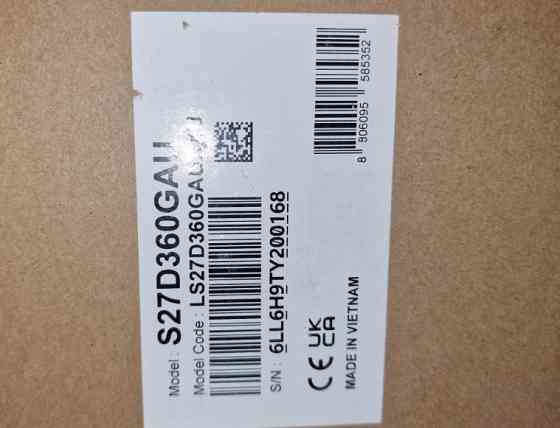 Model : S27D360GAU
Model Code : LS27D360GAU
S/N : 6LL6H9TY200168
CE UK CA
MADE IN VIETNAM
8 806095 585352